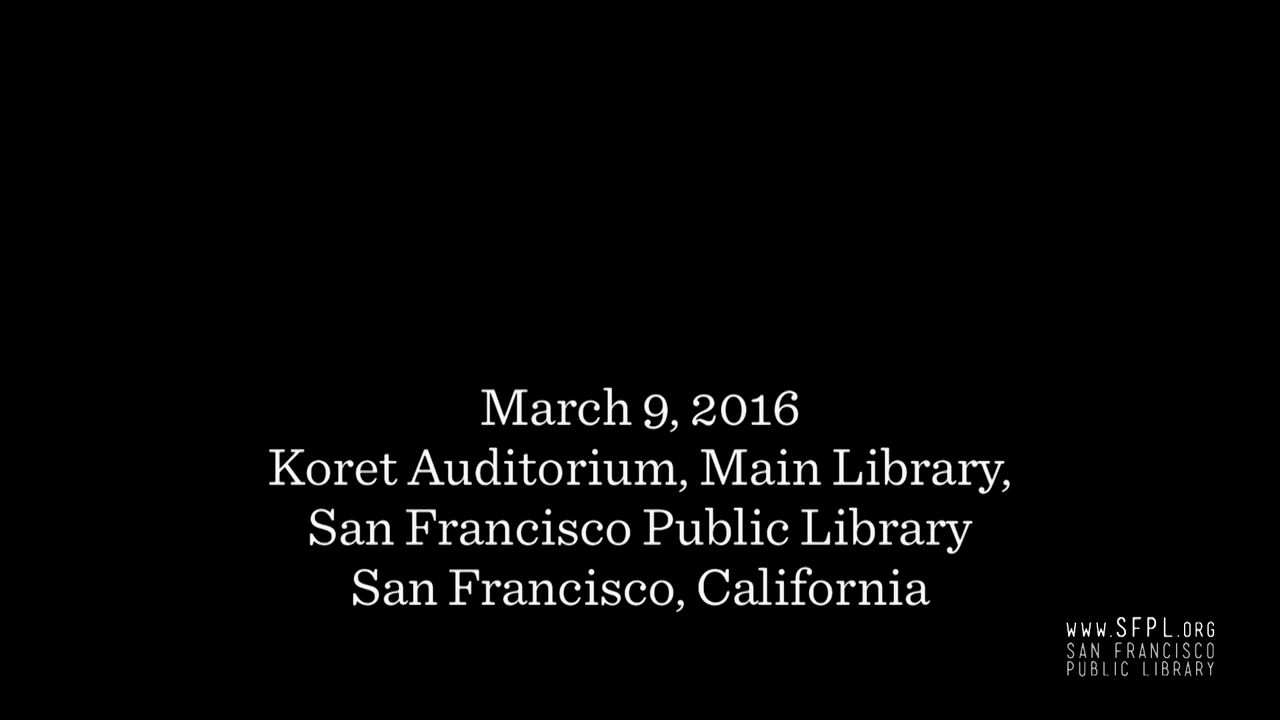 March 9, 2016
Koret Auditorium, Main Library,
San Francisco Public Library
San Francisco, California
www.SFPL.ORG
SAN FRANCISCO
PUBLIC LIBRARY